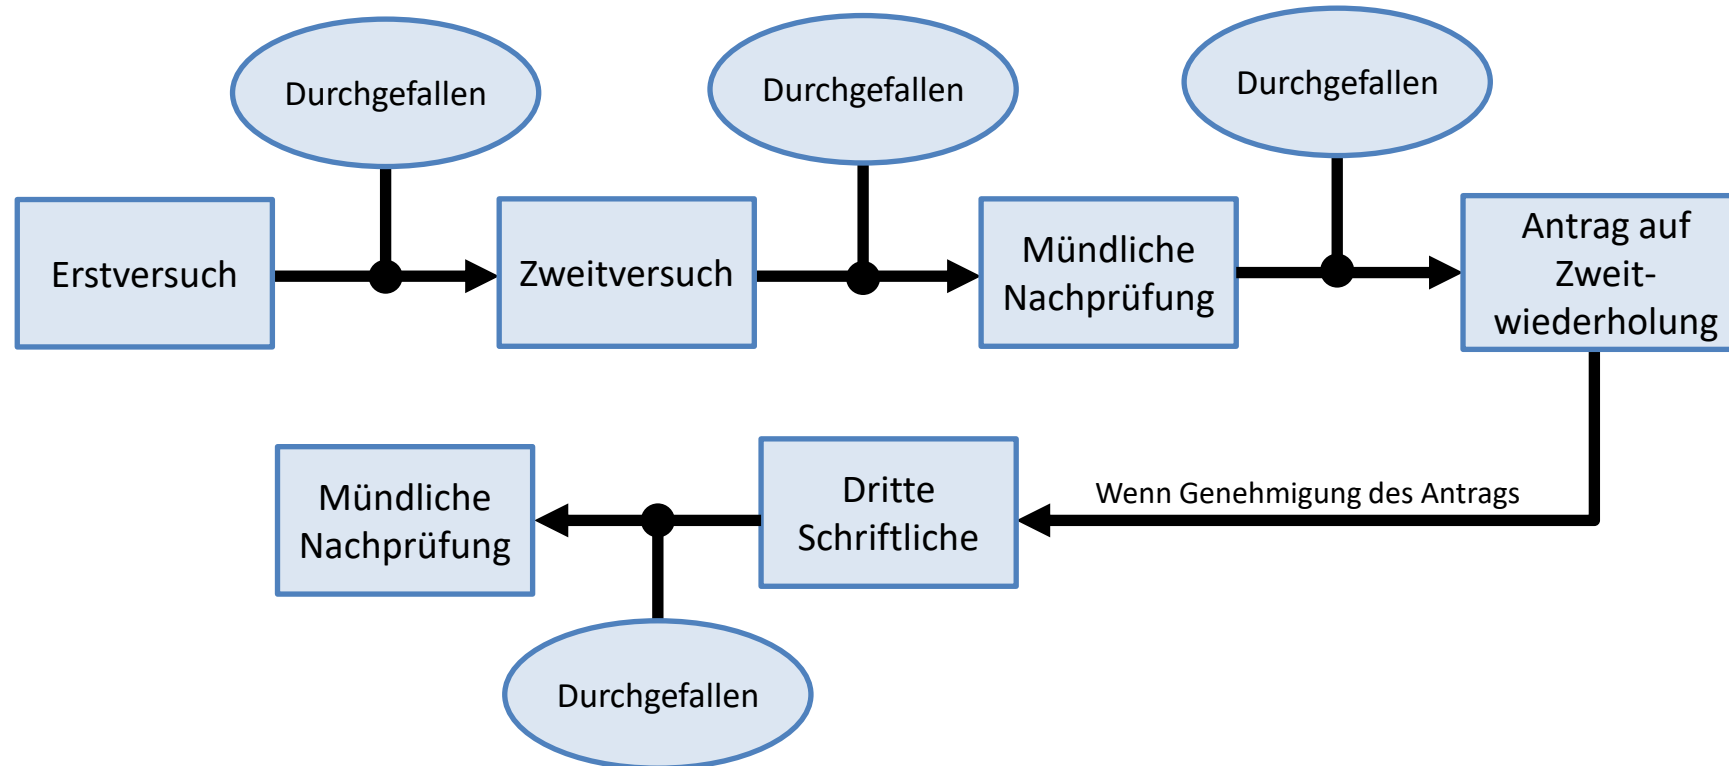 Durchgefallen
Durchgefallen
Durchgefallen
Erstversuch
Zweitversuch
Mündliche
Nachprüfung
Antrag auf
Zweit-
wiederholung
Mündliche
Nachprüfung
Dritte
Schriftliche
Wenn Genehmigung des Antrags
Durchgefallen